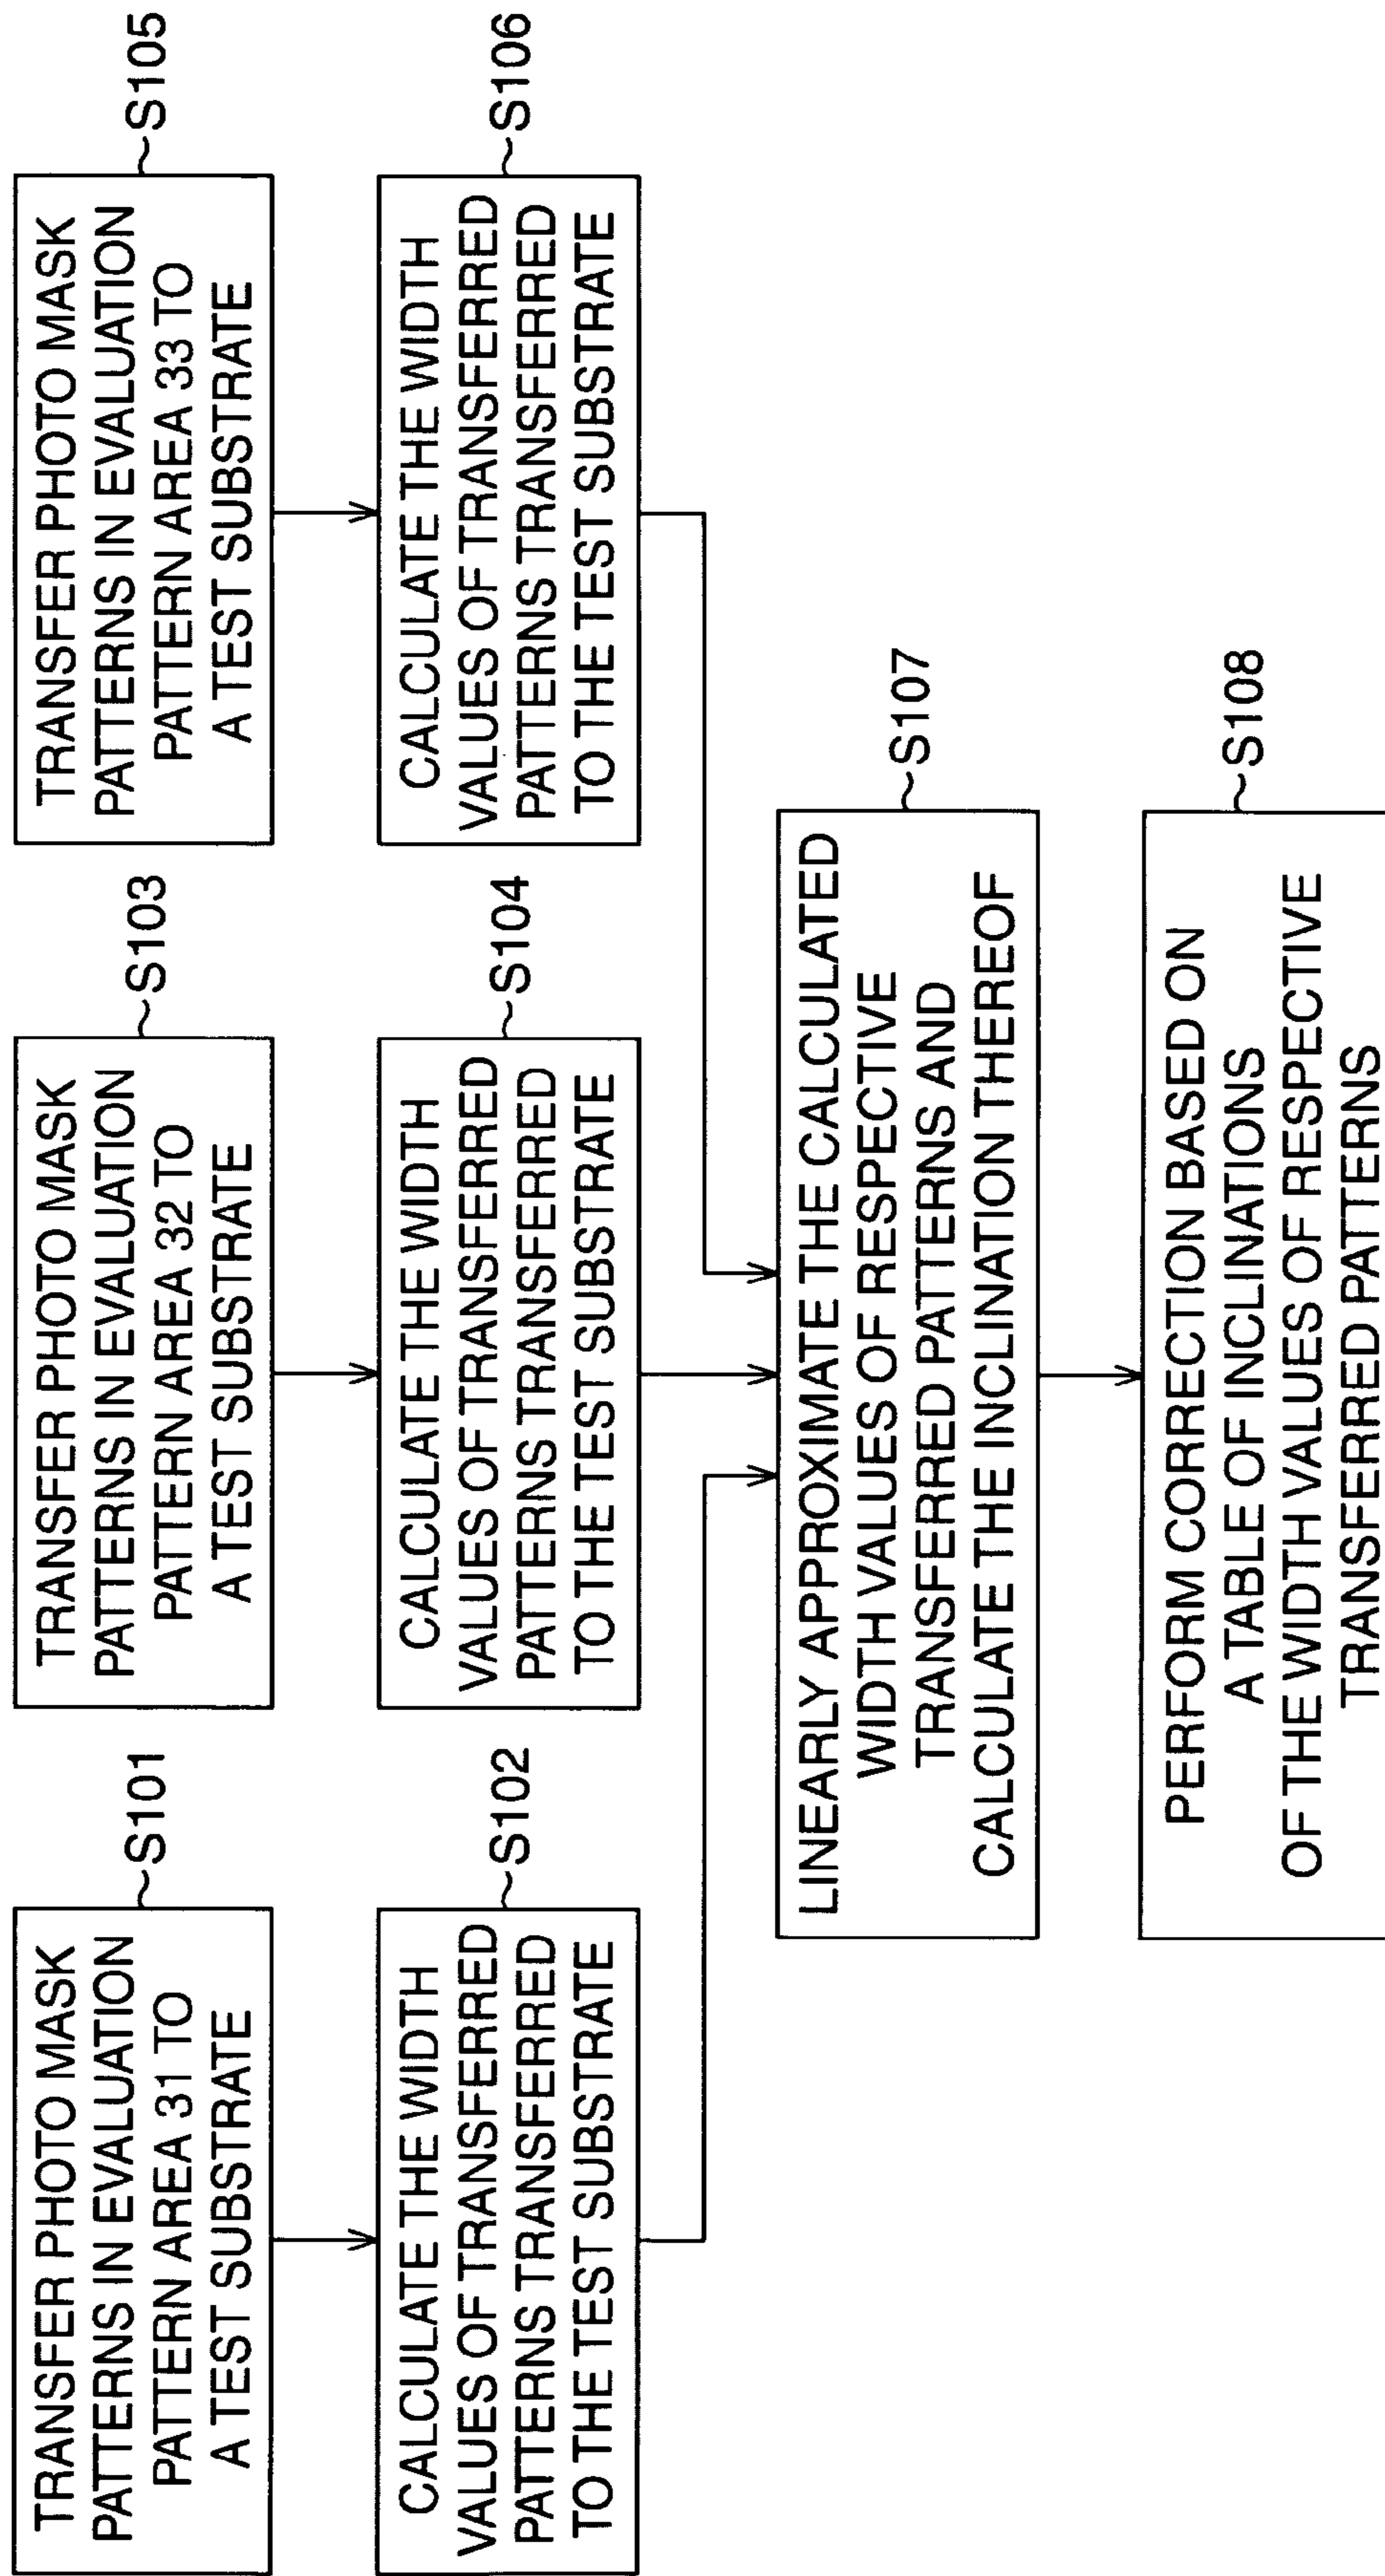 TRANSFER PHOTO MASK
PATTERNS IN EVALUATION
PATTERN AREA 31 TO
A TEST SUBSTRATE
~S101
TRANSFER PHOTO MASK
PATTERNS IN EVALUATION
PATTERN AREA 32 TO
A TEST SUBSTRATE
~S103
TRANSFER PHOTO MASK
PATTERNS IN EVALUATION
PATTERN AREA 33 TO
A TEST SUBSTRATE
~S105
CALCULATE THE WIDTH
VALUES OF TRANSFERRED
PATTERNS TRANSFERRED
TO THE TEST SUBSTRATE
~S102
CALCULATE THE WIDTH
VALUES OF TRANSFERRED
PATTERNS TRANSFERRED
TO THE TEST SUBSTRATE
~S104
CALCULATE THE WIDTH
VALUES OF TRANSFERRED
PATTERNS TRANSFERRED
TO THE TEST SUBSTRATE
~S106
LINEARLY APPROXIMATE THE CALCULATED
WIDTH VALUES OF RESPECTIVE
TRANSFERRED PATTERNS AND
CALCULATE THE INCLINATION THEREOF
~S107
PERFORM CORRECTION BASED ON
A TABLE OF INCLINATIONS
OF THE WIDTH VALUES OF RESPECTIVE
TRANSFERRED PATTERNS
~S108